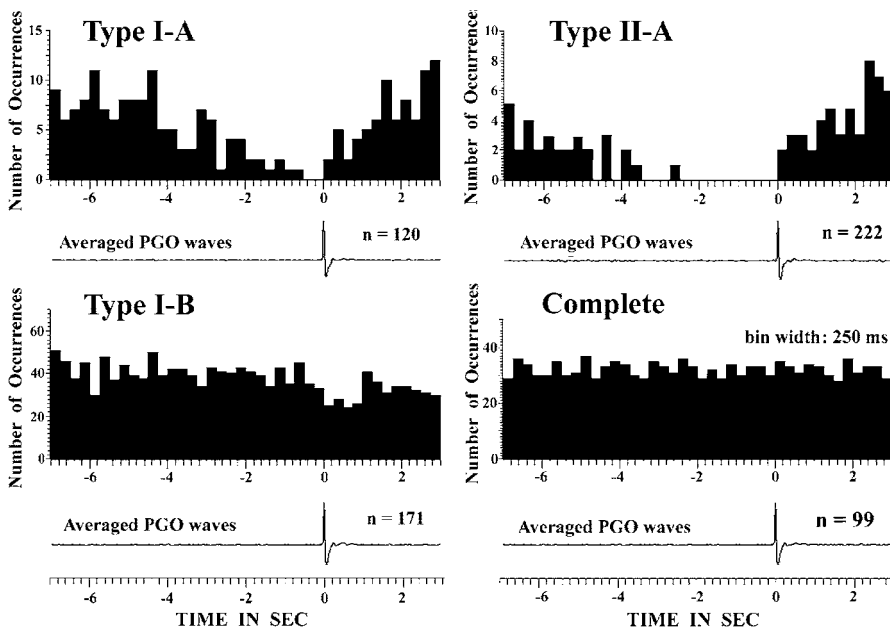 Type I-A
Number of Occurrences
15
10
5
0
-6 -4 -2 0 2
Averaged PGO waves
n = 120
Type II-A
Number of Occurrences
10
8
6
4
2
0
-6 -4 -2 0 2
Averaged PGO waves
n = 222
Type I-B
Number of Occurrences
60
40
20
0
-6 -4 -2 0 2
Averaged PGO waves
n = 171
-6 -4 -2 0 2
TIME IN SEC
Complete
bin width: 250 ms
Number of Occurrences
40
20
0
-6 -4 -2 0 2
Averaged PGO waves
n = 99
-6 -4 -2 0 2
TIME IN SEC